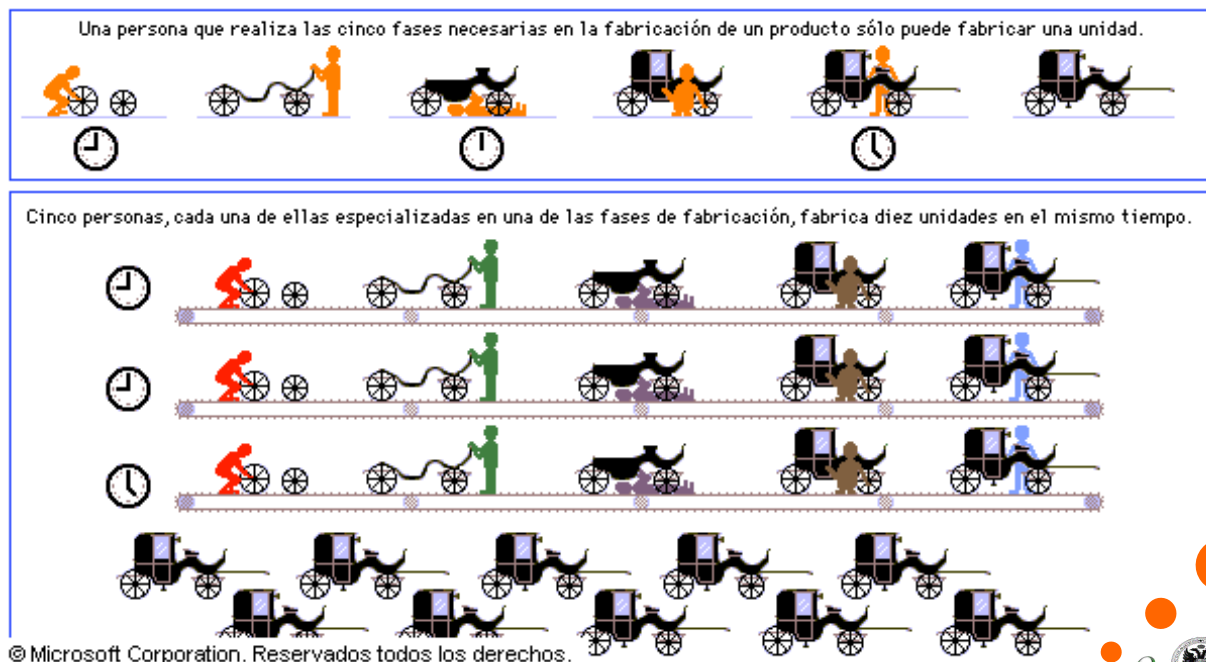 Una persona que realiza las cinco fases necesarias en la fabricación de un producto sólo puede fabricar una unidad.
Cinco personas, cada una de ellas especializadas en una de las fases de fabricación, fabrica diez unidades en el mismo tiempo.
© Microsoft Corporation. Reservados todos los derechos.